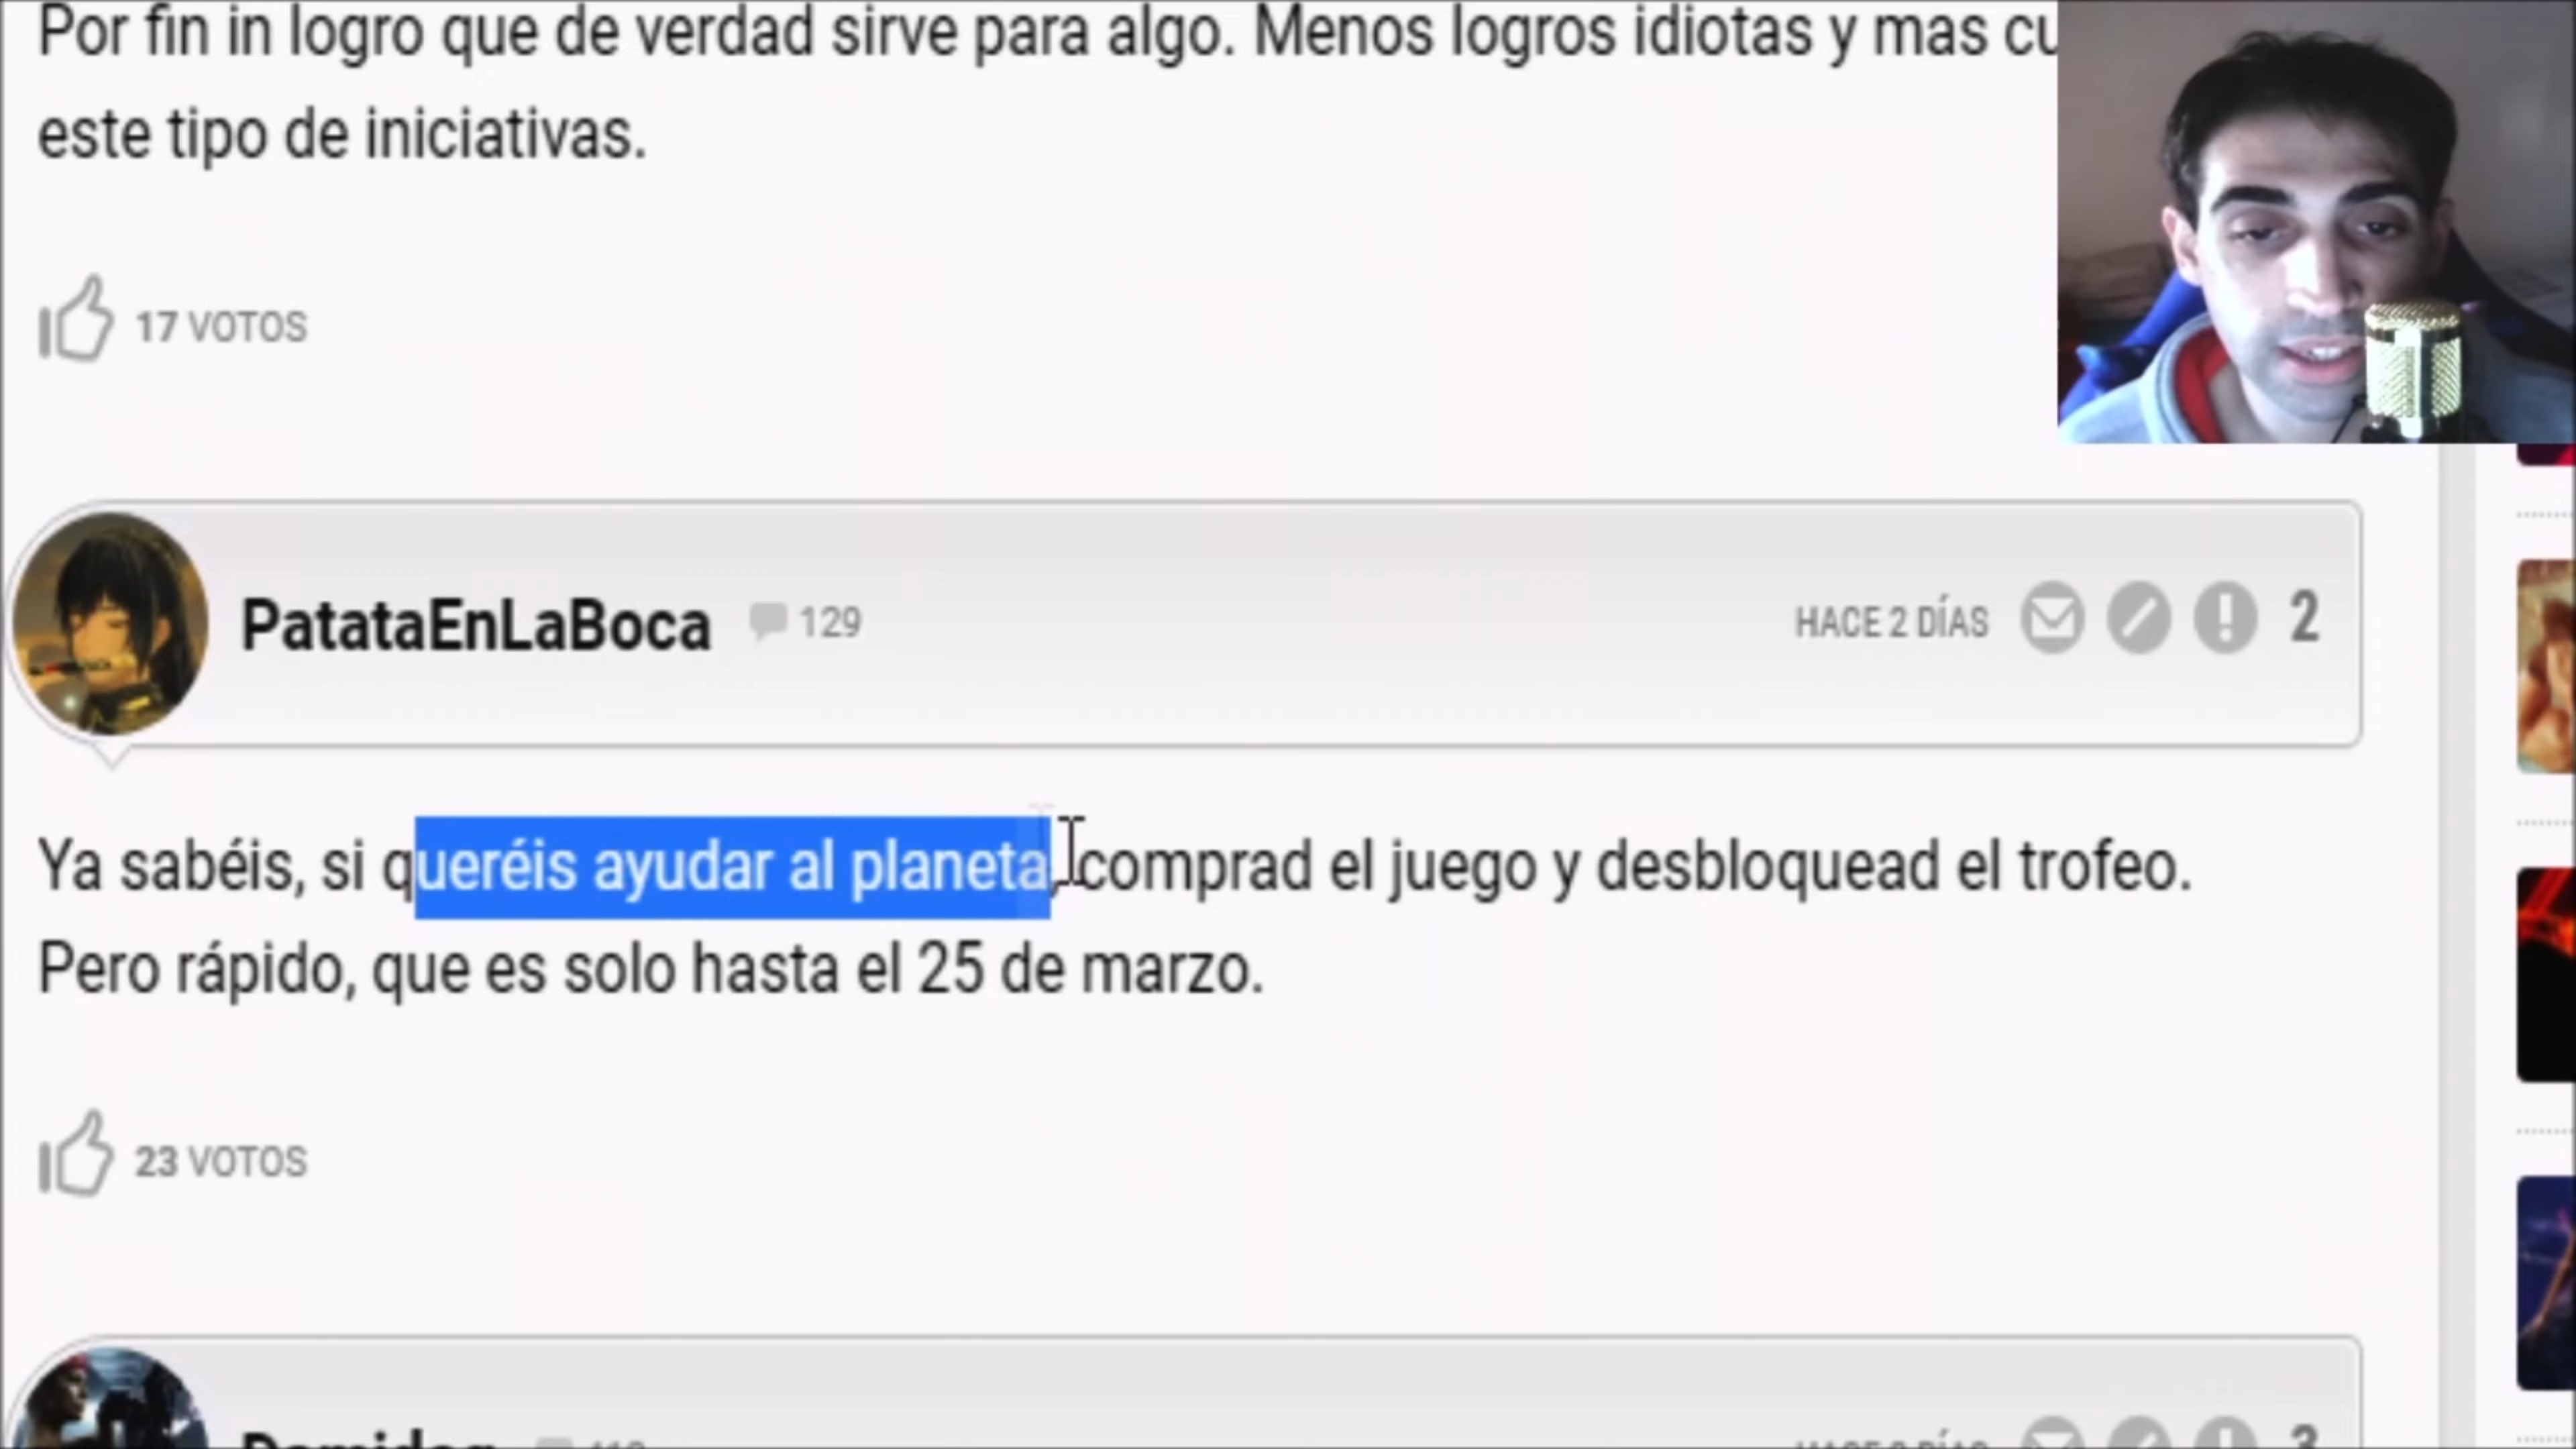 Por fin in logro que de verdad sirve para algo. Menos logros idiotas y mas
este tipo de iniciativas.
17 VOTOS
PatataEnLaBoca 129 HACE 2 DÍAS 2
Ya sabéis, si queréis ayudar al planeta, comprad el juego y desbloquead el trofeo.
Pero rápido, que es solo hasta el 25 de marzo.
23 VOTOS